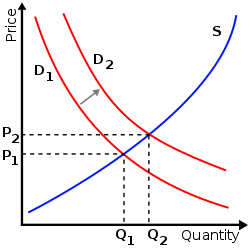 Price
S
D₂
D₁
P₂
P₁
Q₁
Q₂
Quantity